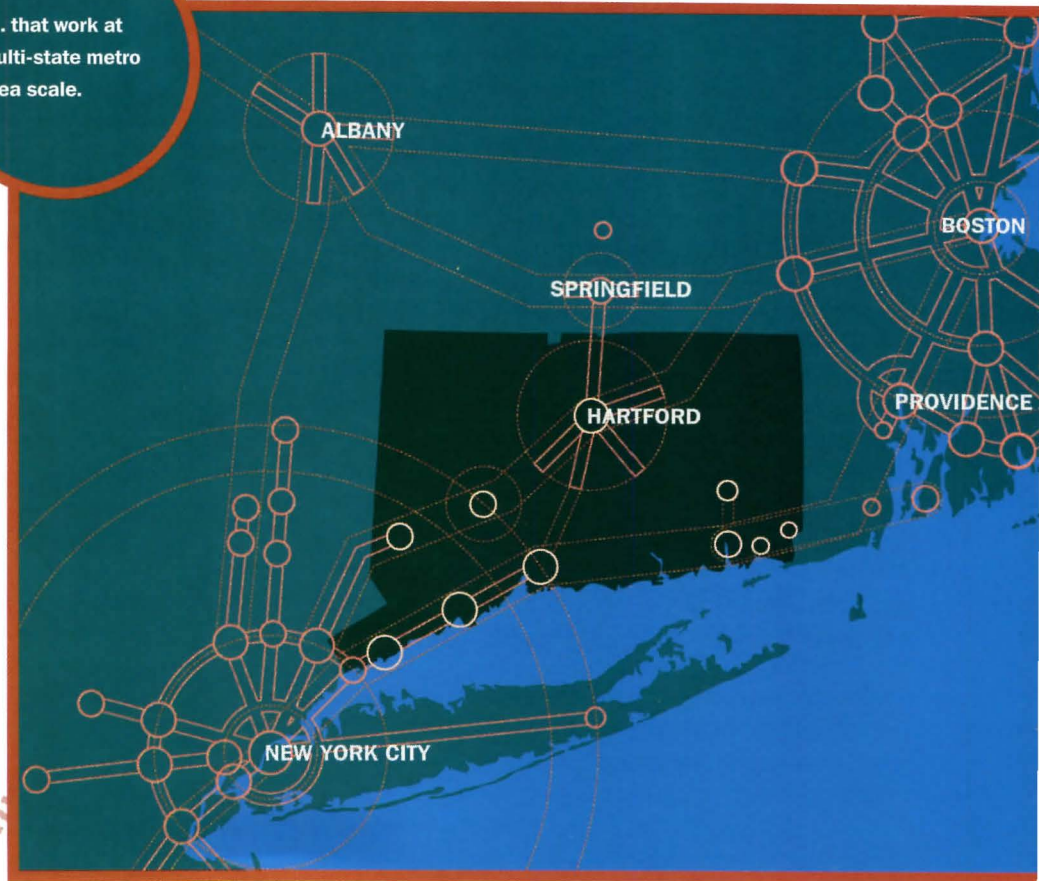 . that work at
ulti-state metro
ea scale.
ALBANY
BOSTON
SPRINGFIELD
HARTFORD
PROVIDENCE
NEW YORK CITY